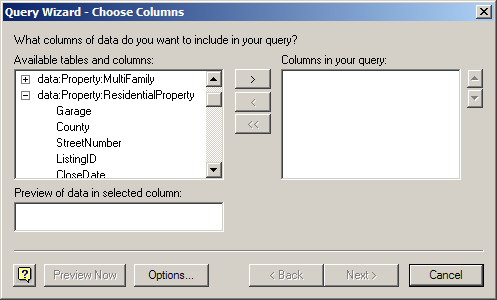 Query Wizard - Choose Columns
What columns of data do you want to include in your query?
Available tables and columns:
Columns in your query:
data:Property:MultiFamily
data:Property:ResidentialProperty
Garage
County
StreetNumber
ListingID
CloseDate
>
<
<<
Preview of data in selected column:
Preview Now
Options...
< Back
Next >
Cancel